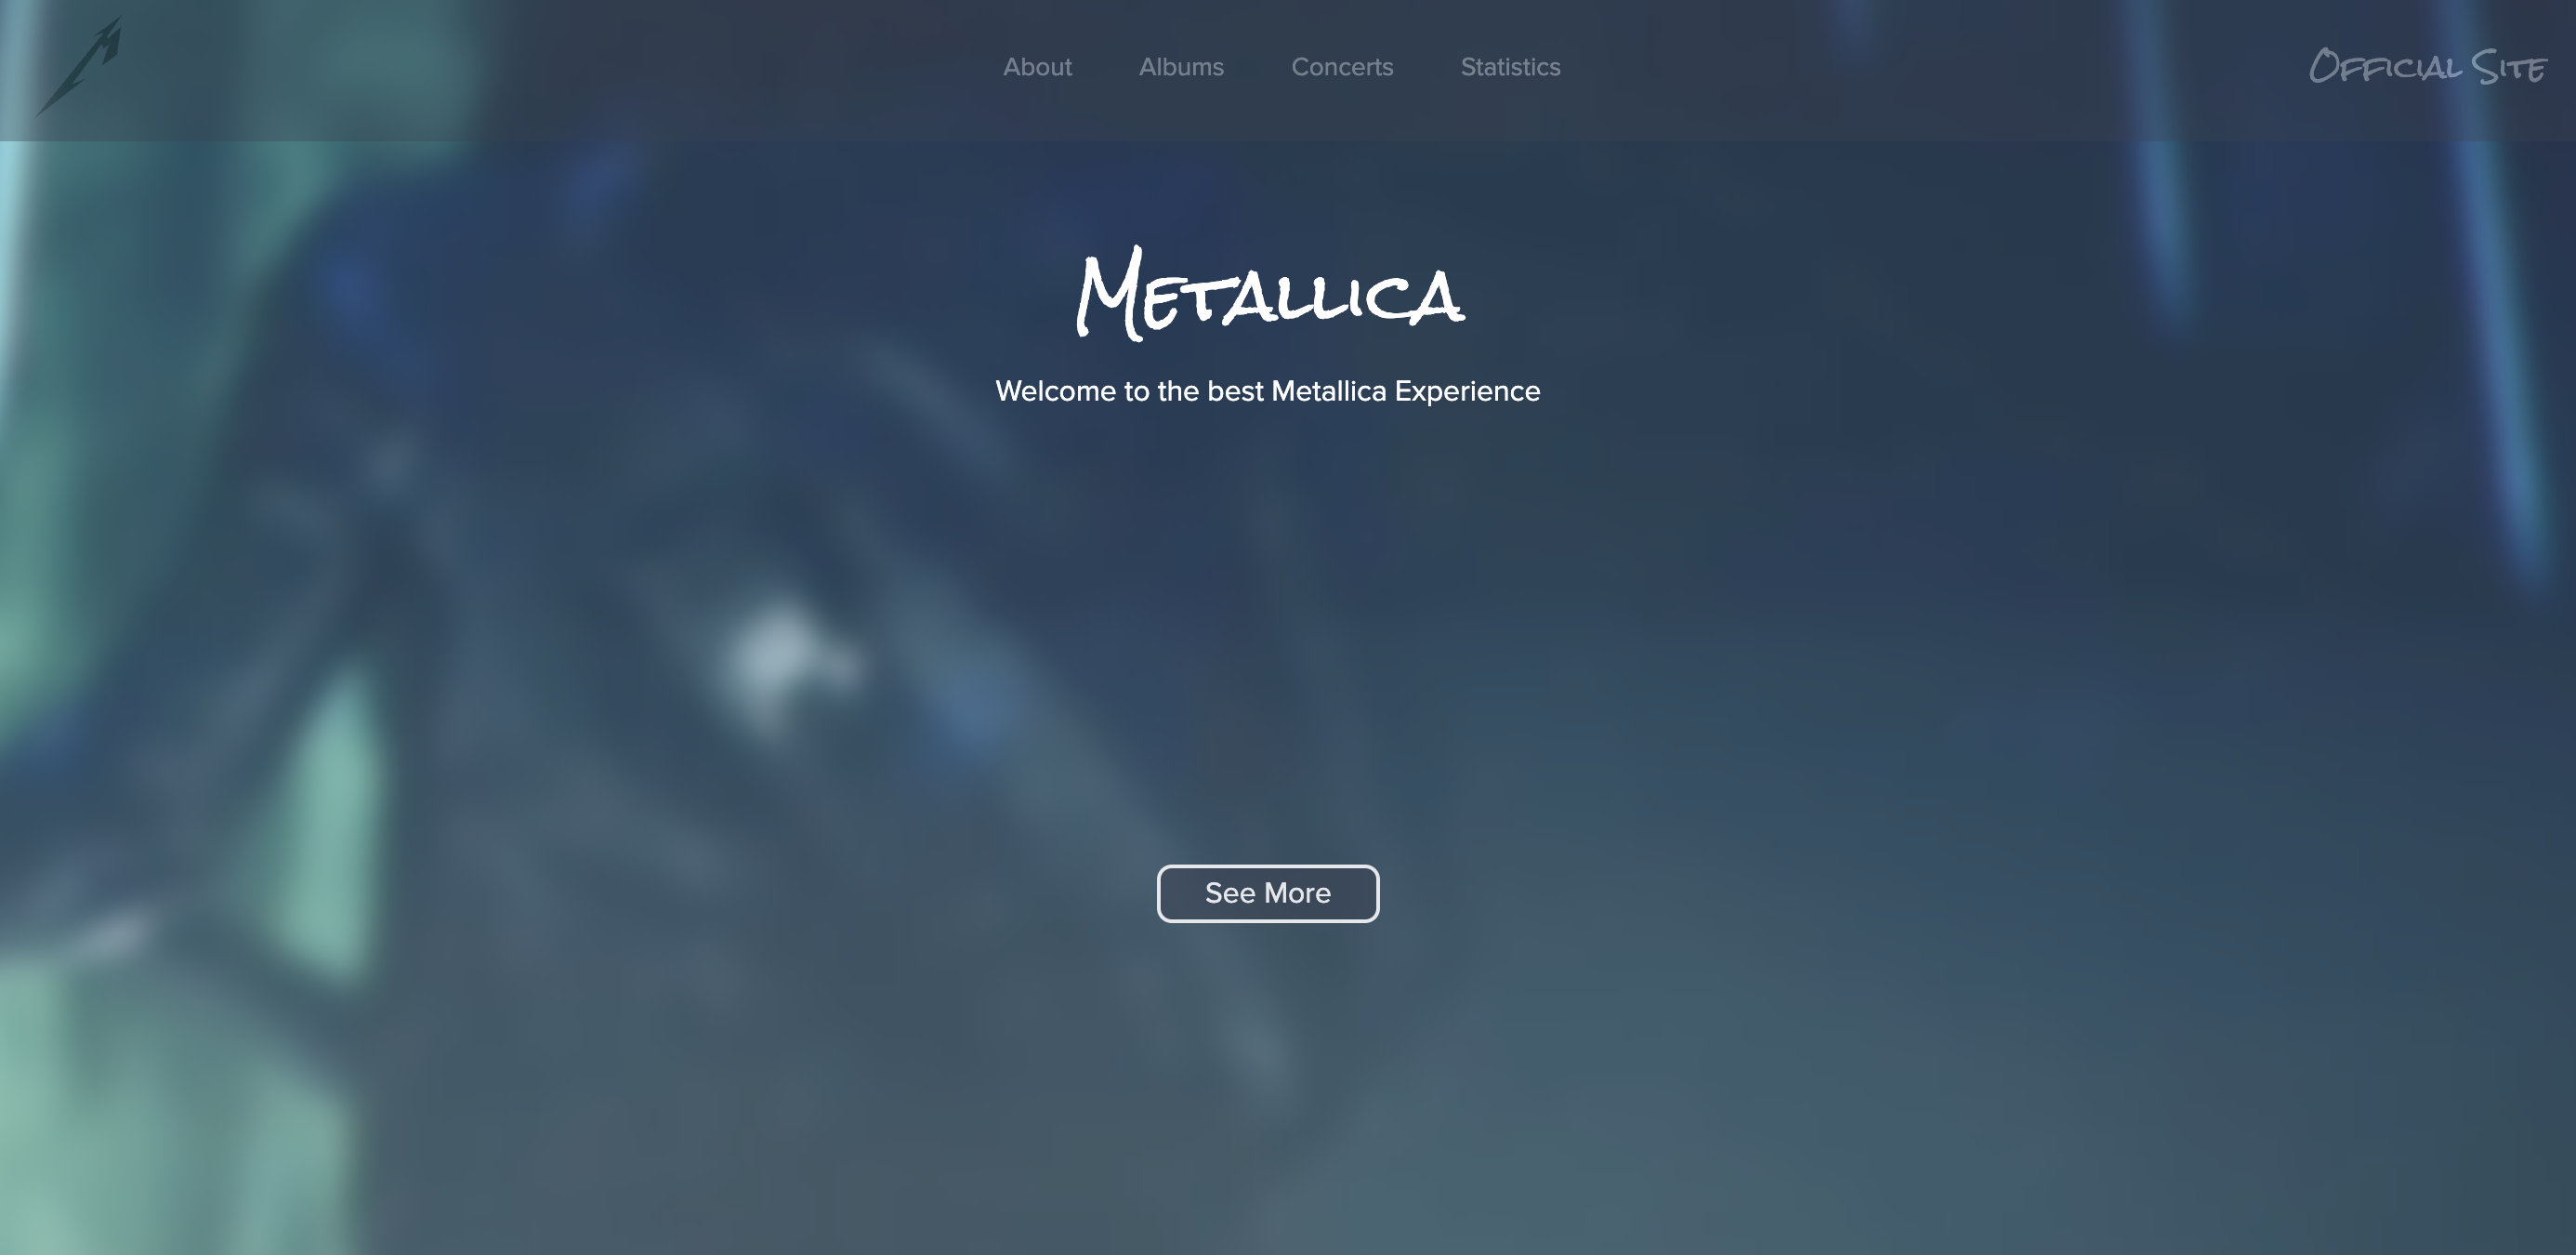 About Albums Concerts Statistics Official Site
Metallica
Welcome to the best Metallica Experience
See More